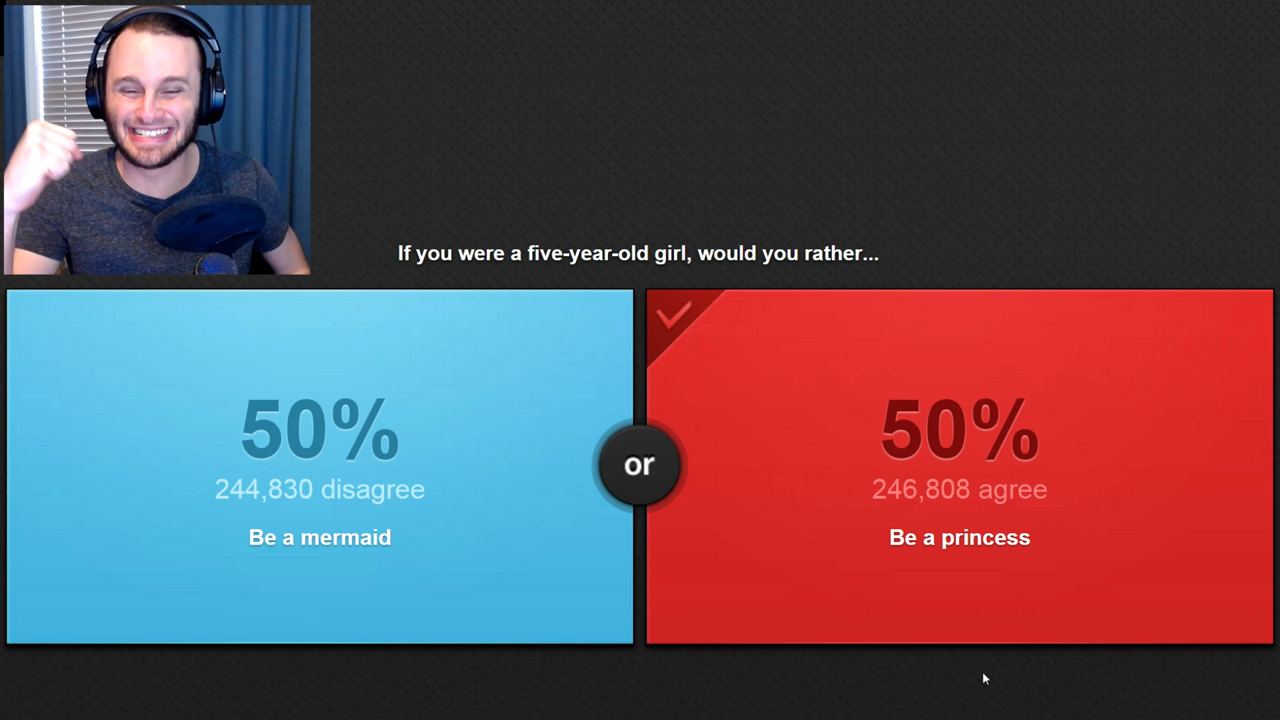 If you were a five-year-old girl, would you rather...
50%
244,830 disagree
Be a mermaid
or
50%
246,808 agree
Be a princess